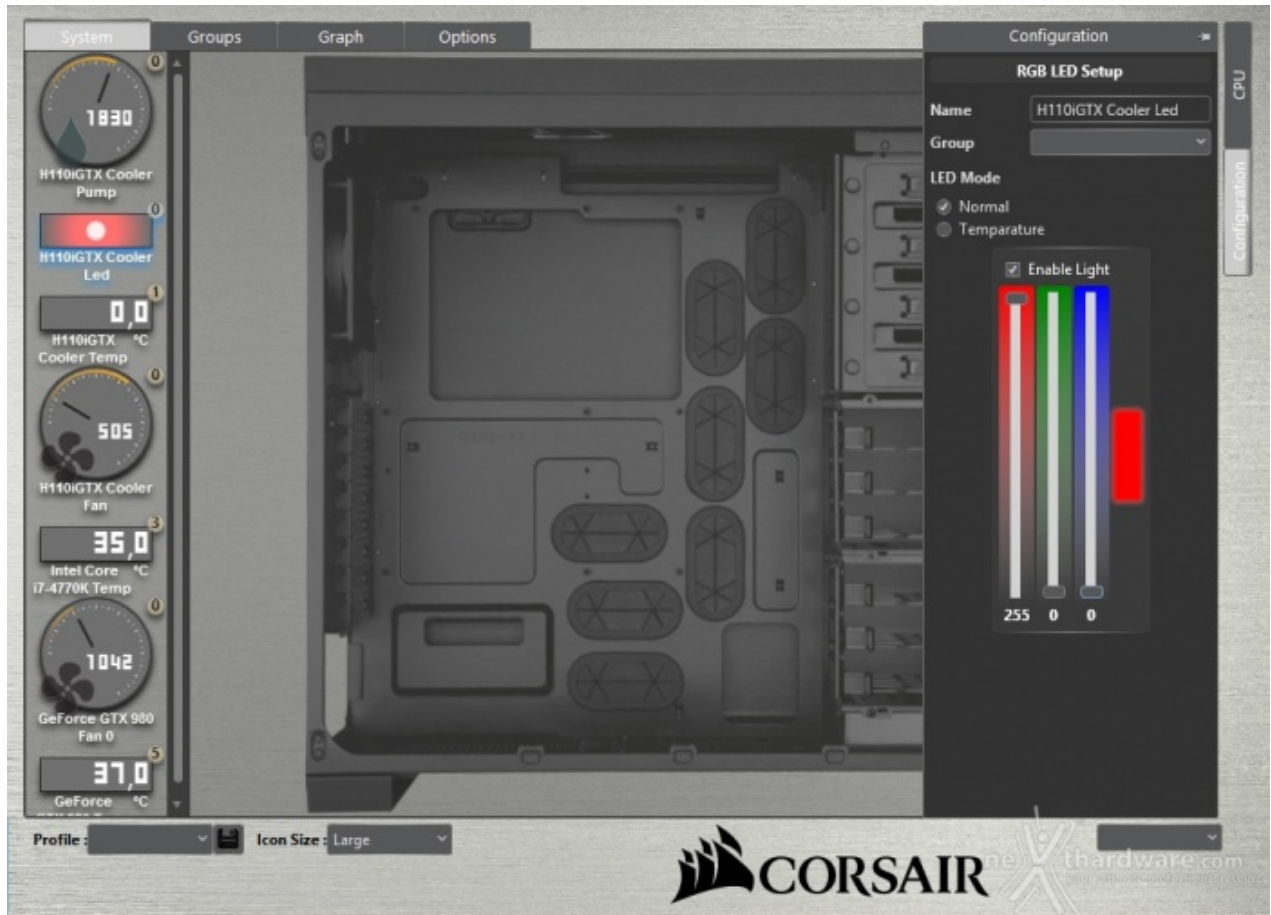 System
Groups
Graph
Options
0
1830
H110iGTX Cooler
Pump
0
H110iGTX Cooler
Led
1
0,0
H110iGTX °C
Cooler Temp
0
505
H110iGTX Cooler
Fan
3
35,0
Intel Core °C
i7-4770K Temp
0
1042
GeForce GTX 980
Fan 0
5
37,0
GeForce °C
Configuration
RGB LED Setup
Name H110iGTX Cooler Led
Group
LED Mode
Normal
Temparature
Enable Light
255 0 0
CPU
Configuration
Profile :
Icon Size : Large
CORSAIR
thardware.com